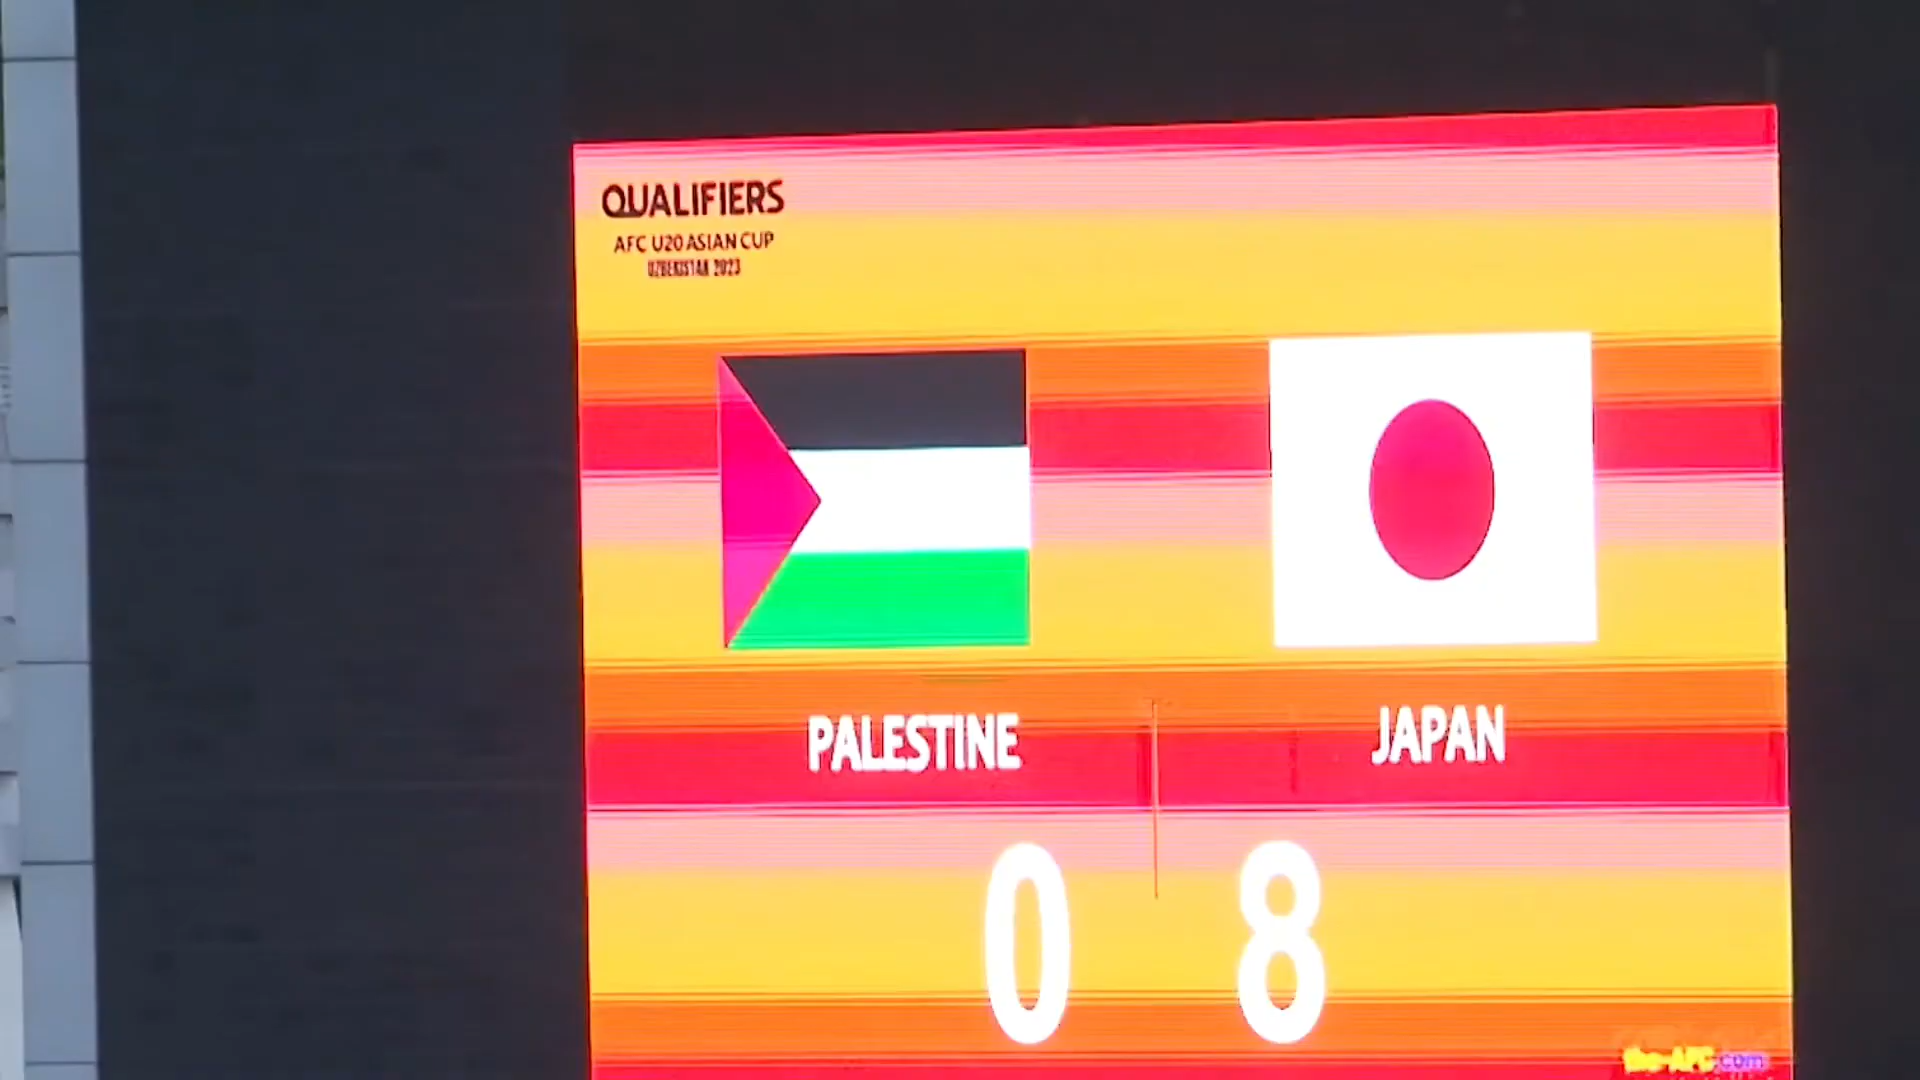 QUALIFIERS
AFC U20 ASIAN CUP
UZBEKISTAN 2023
PALESTINE
JAPAN
0
8
the-AFC.com